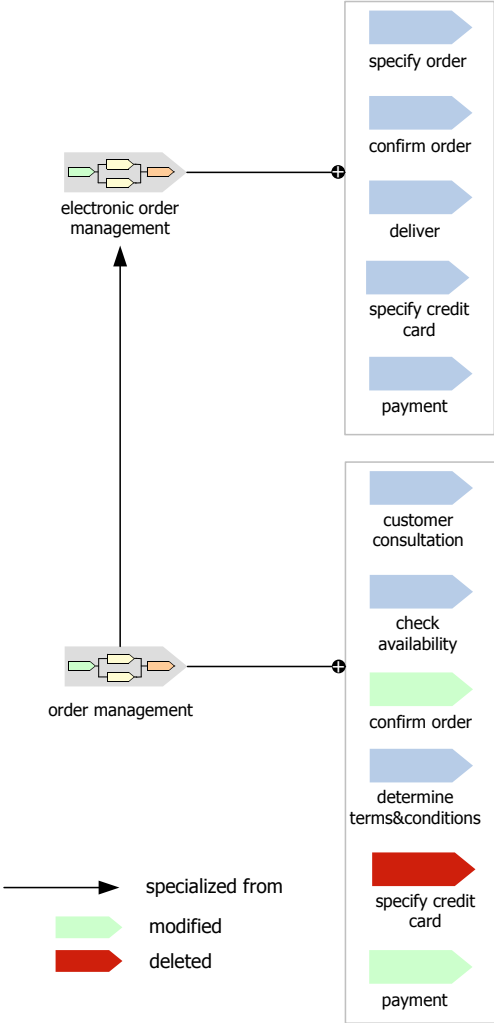 specify order
confirm order
electronic order
management
deliver
specify credit
card
payment
customer
consultation
check
availability
order management
confirm order
determine
terms&conditions
specialized from
specify credit
card
modified
deleted
payment